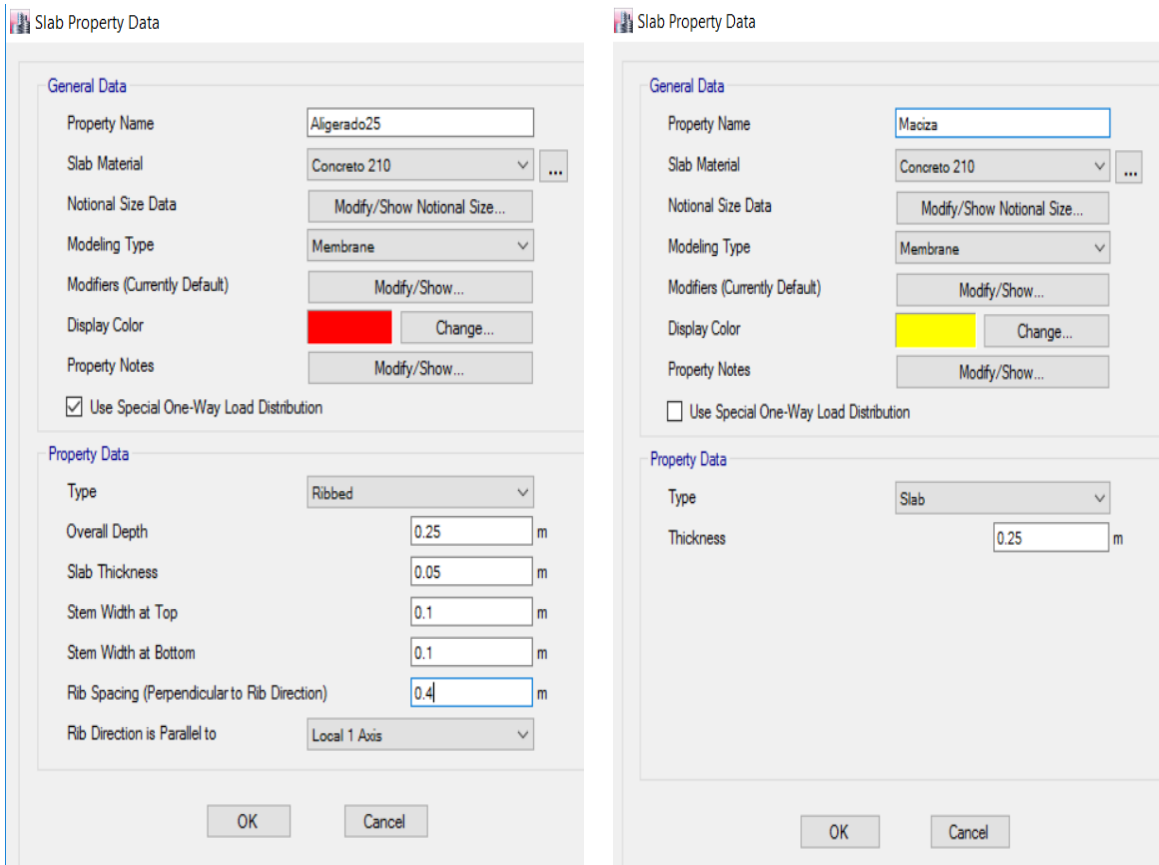 Slab Property Data
General Data
Property Name Aligerado25
Slab Material Concreto 210 ...
Notional Size Data Modify/Show Notional Size...
Modeling Type Membrane
Modifiers (Currently Default) Modify/Show...
Display Color Change...
Property Notes Modify/Show...
Use Special One-Way Load Distribution
Property Data
Type Ribbed
Overall Depth 0.25 m
Slab Thickness 0.05 m
Stem Width at Top 0.1 m
Stem Width at Bottom 0.1 m
Rib Spacing (Perpendicular to Rib Direction) 0.4 m
Rib Direction is Parallel to Local 1 Axis
OK Cancel
Slab Property Data
General Data
Property Name Maciza
Slab Material Concreto 210 ...
Notional Size Data Modify/Show Notional Size...
Modeling Type Membrane
Modifiers (Currently Default) Modify/Show...
Display Color Change...
Property Notes Modify/Show...
Use Special One-Way Load Distribution
Property Data
Type Slab
Thickness 0.25 m
OK Cancel